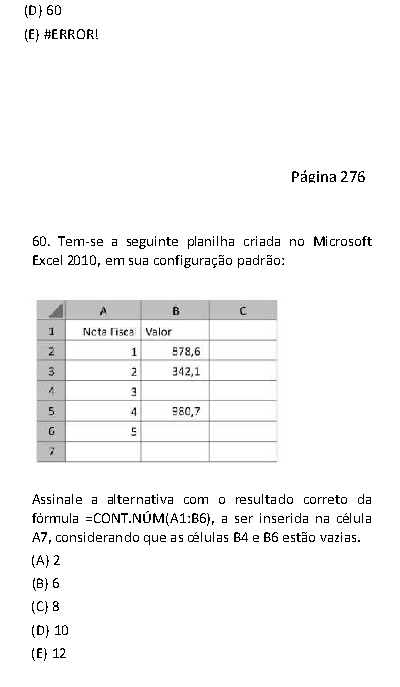 (D) 60
(E) #ERROR!
Página 276
60. Tem-se a seguinte planilha criada no Microsoft
Excel 2010, em sua configuração padrão:
A B C
1 Nota Fiscal Valor
2 1 878,6
3 2 342,1
4 3
5 4 980,7
6 5
7
Assinale a alternativa com o resultado correto da
fórmula =CONT.NÚM(A1:B6), a ser inserida na célula
A7, considerando que as células B4 e B6 estão vazias.
(A) 2
(B) 6
(C) 8
(D) 10
(E) 12